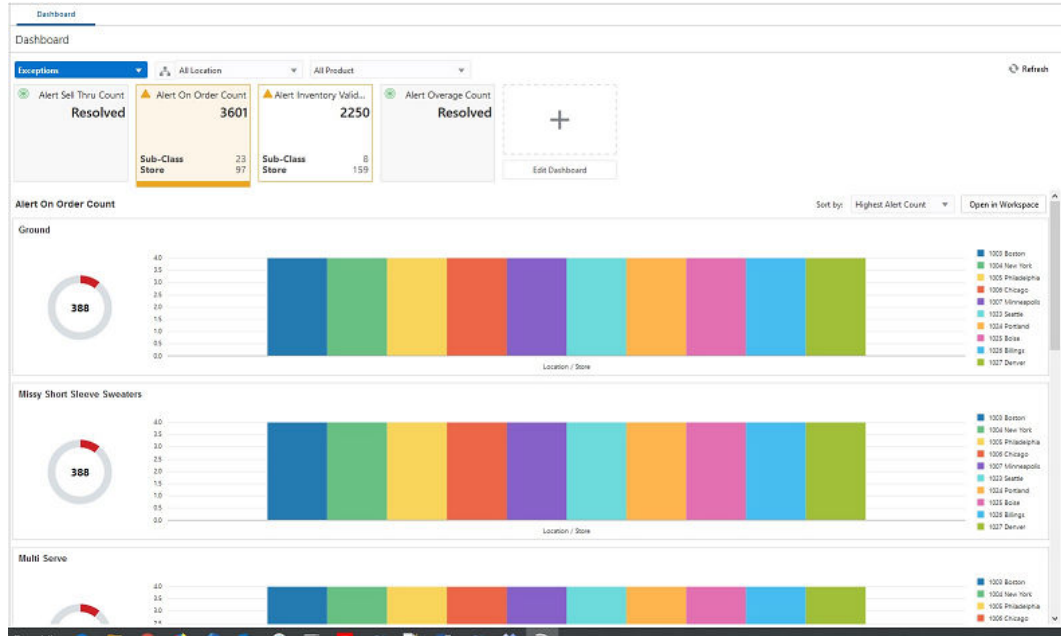 Dashboard
Dashboard
Exceptions
All Location
All Product
Refresh
Alert Sell Thru Count
Resolved
Alert On Order Count
3601
Sub-Class 23
Store 97
Alert Inventory Valid...
2250
Sub-Class 8
Store 159
Alert Overage Count
Resolved
+
Edit Dashboard
Alert On Order Count
Sort by: Highest Alert Count
Open in Workspace
Ground
388
4.0
3.5
3.0
2.5
2.0
1.5
1.0
0.5
0.0
Location / Store
1003 Boston
1004 New York
1005 Philadelphia
1006 Chicago
1007 Minneapolis
1023 Seattle
1024 Portland
1025 Boise
1026 Billings
1027 Denver
Missy Short Sleeve Sweaters
388
4.0
3.5
3.0
2.5
2.0
1.5
1.0
0.5
0.0
Location / Store
1003 Boston
1004 New York
1005 Philadelphia
1006 Chicago
1007 Minneapolis
1023 Seattle
1024 Portland
1025 Boise
1026 Billings
1027 Denver
Multi Serve
4.0
3.5
3.0
1003 Boston
1004 New York
1005 Philadelphia
1006 Chicago